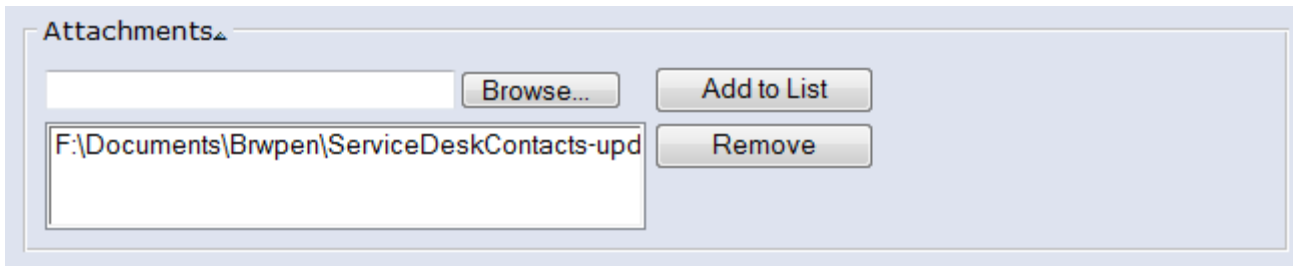 Attachments
Browse... Add to List
F:\Documents\Brwpen\ServiceDeskContacts-upd Remove